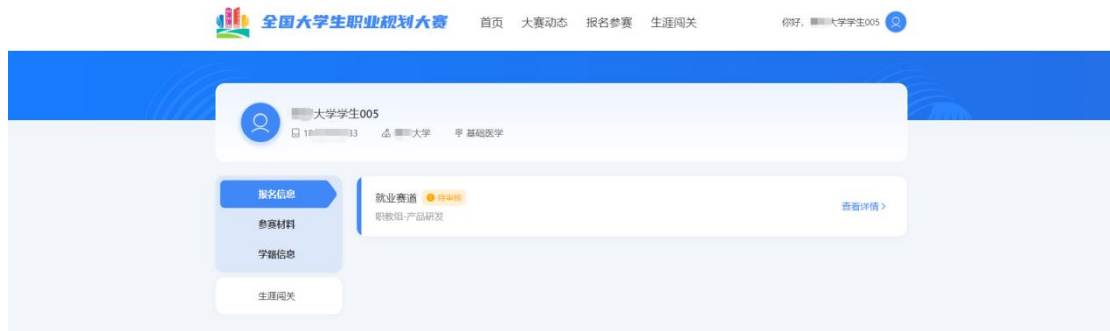 全国大学生职业规划大赛 首页 大赛动态 报名参赛 生涯闯关 你好, 大学学生005
大学学生005
18 33 大学 基础医学
报名信息
参赛材料
学籍信息
生涯闯关
就业赛道 待审核
职教组-产品研发
查看详情 >